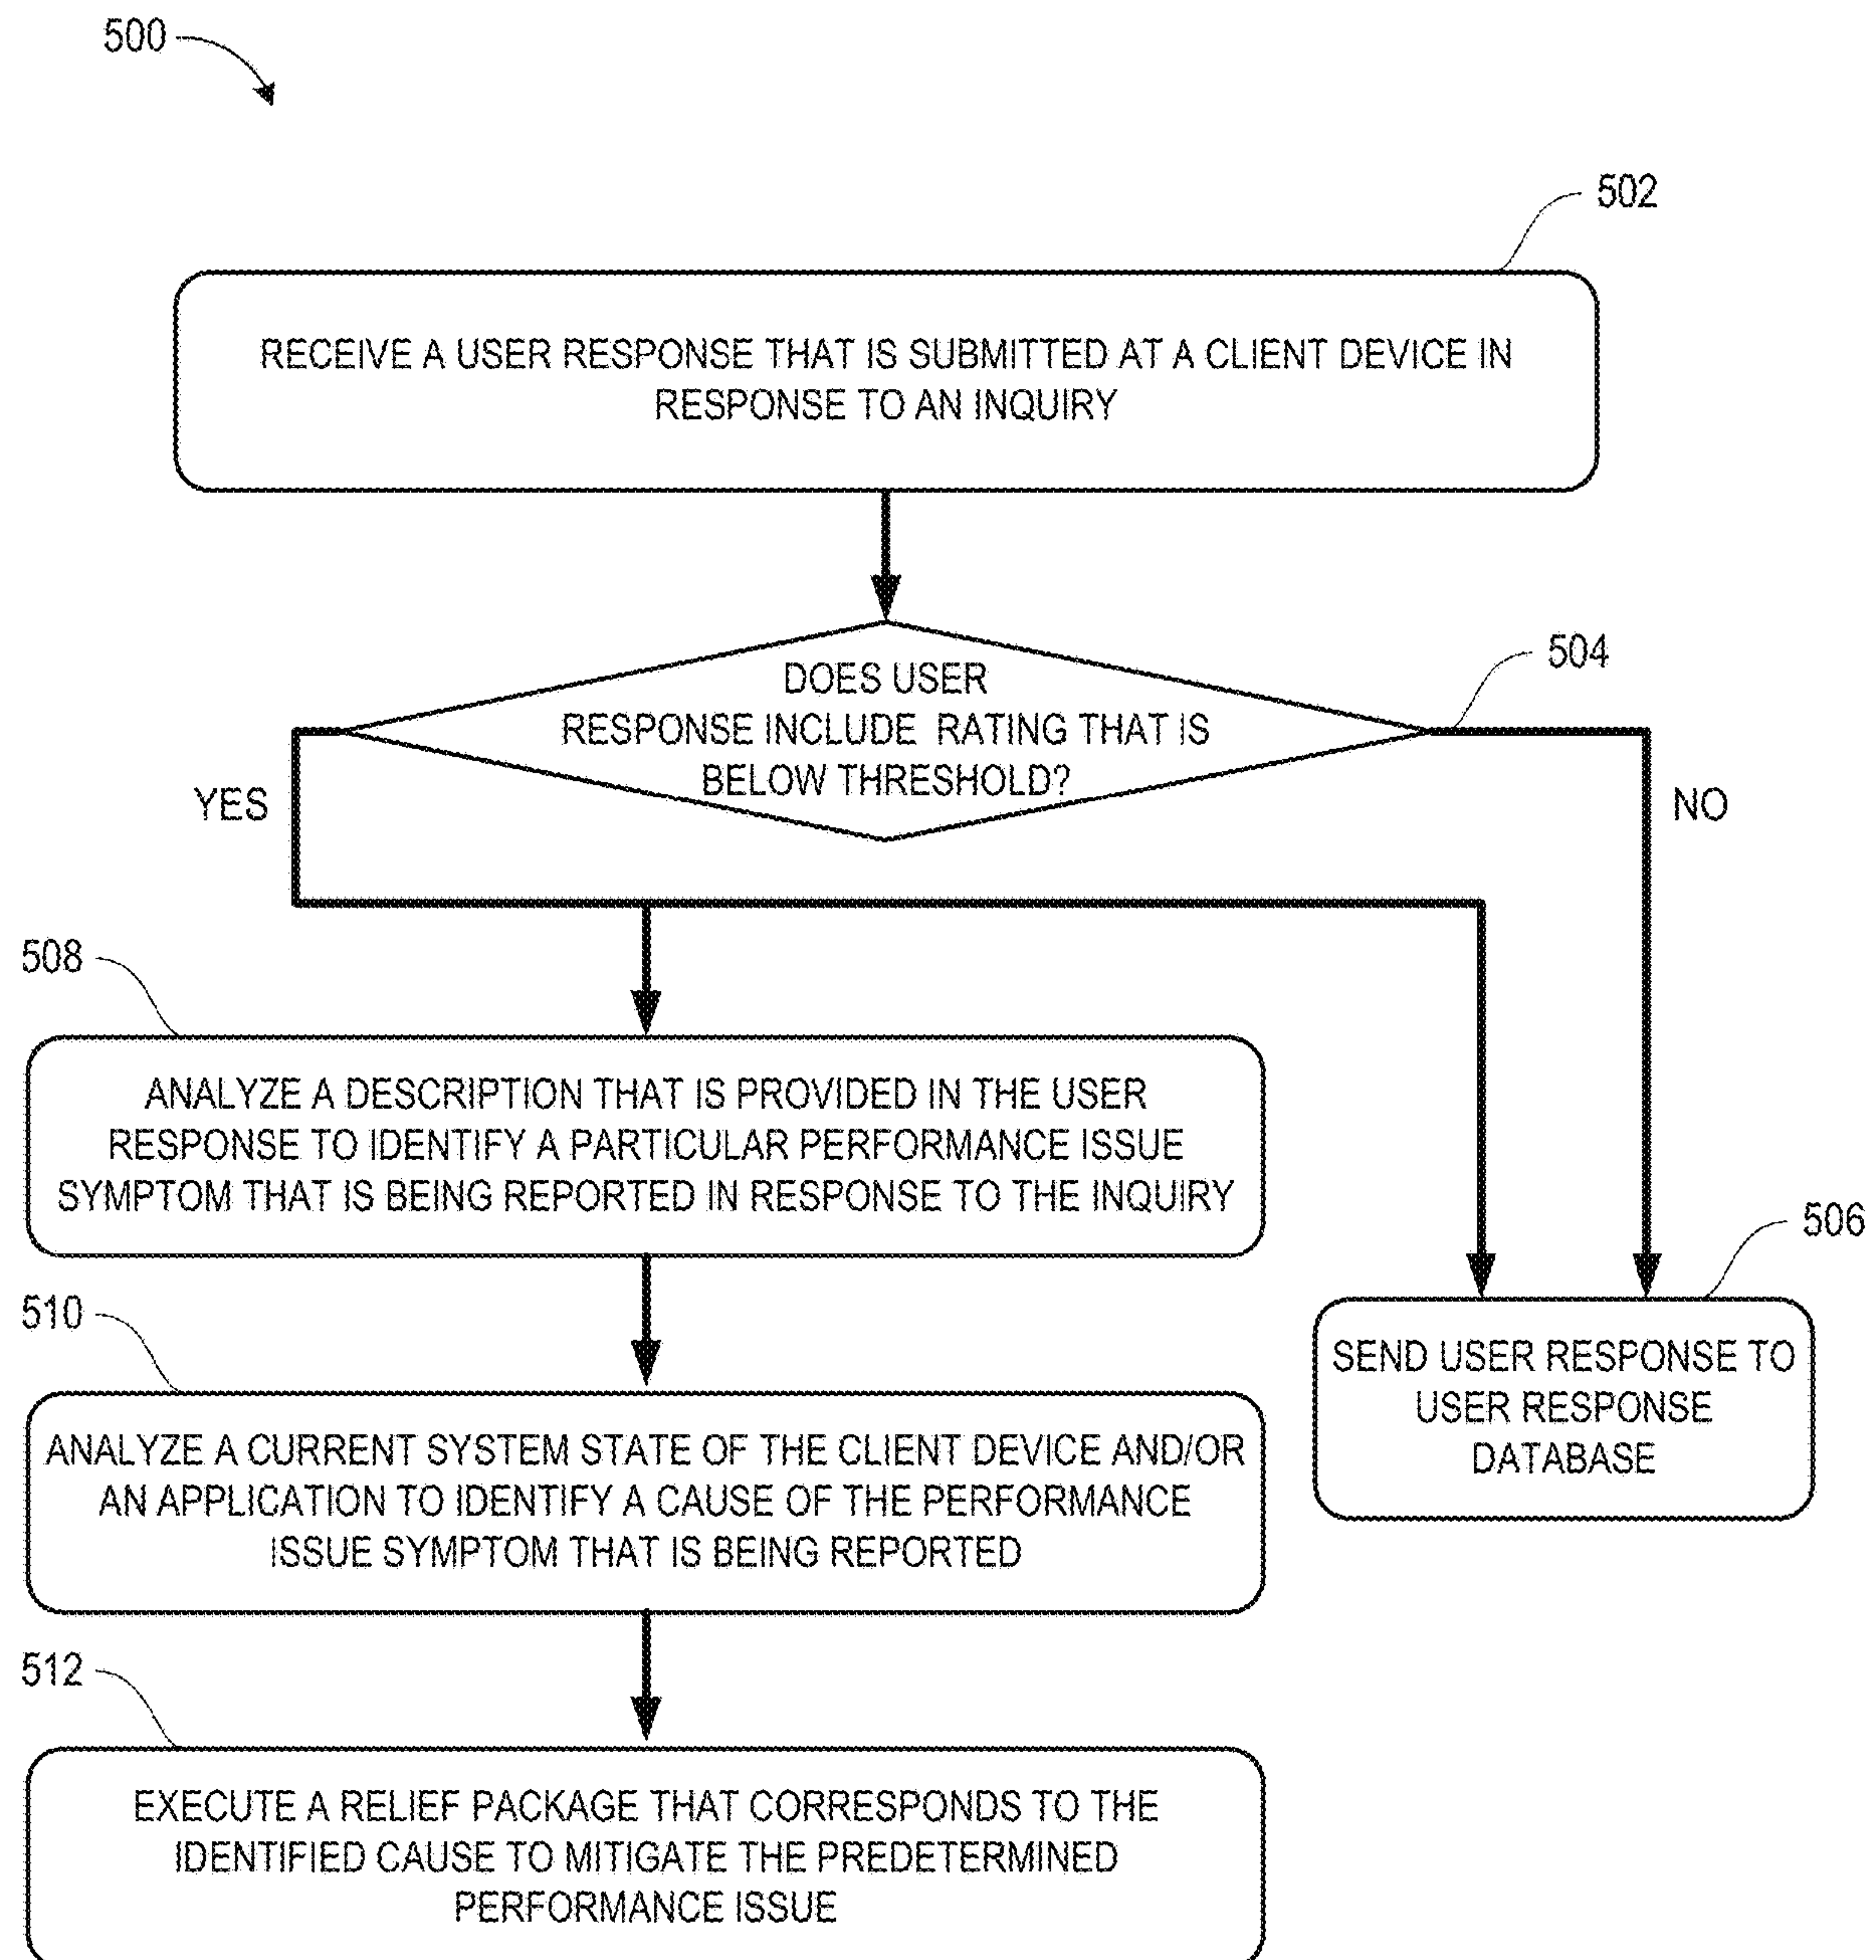 500
502
RECEIVE A USER RESPONSE THAT IS SUBMITTED AT A CLIENT DEVICE IN
RESPONSE TO AN INQUIRY
504
DOES USER
RESPONSE INCLUDE RATING THAT IS
BELOW THRESHOLD?
YES
NO
508
ANALYZE A DESCRIPTION THAT IS PROVIDED IN THE USER
RESPONSE TO IDENTIFY A PARTICULAR PERFORMANCE ISSUE
SYMPTOM THAT IS BEING REPORTED IN RESPONSE TO THE INQUIRY
506
SEND USER RESPONSE TO
USER RESPONSE
DATABASE
510
ANALYZE A CURRENT SYSTEM STATE OF THE CLIENT DEVICE AND/OR
AN APPLICATION TO IDENTIFY A CAUSE OF THE PERFORMANCE
ISSUE SYMPTOM THAT IS BEING REPORTED
512
EXECUTE A RELIEF PACKAGE THAT CORRESPONDS TO THE
IDENTIFIED CAUSE TO MITIGATE THE PREDETERMINED
PERFORMANCE ISSUE